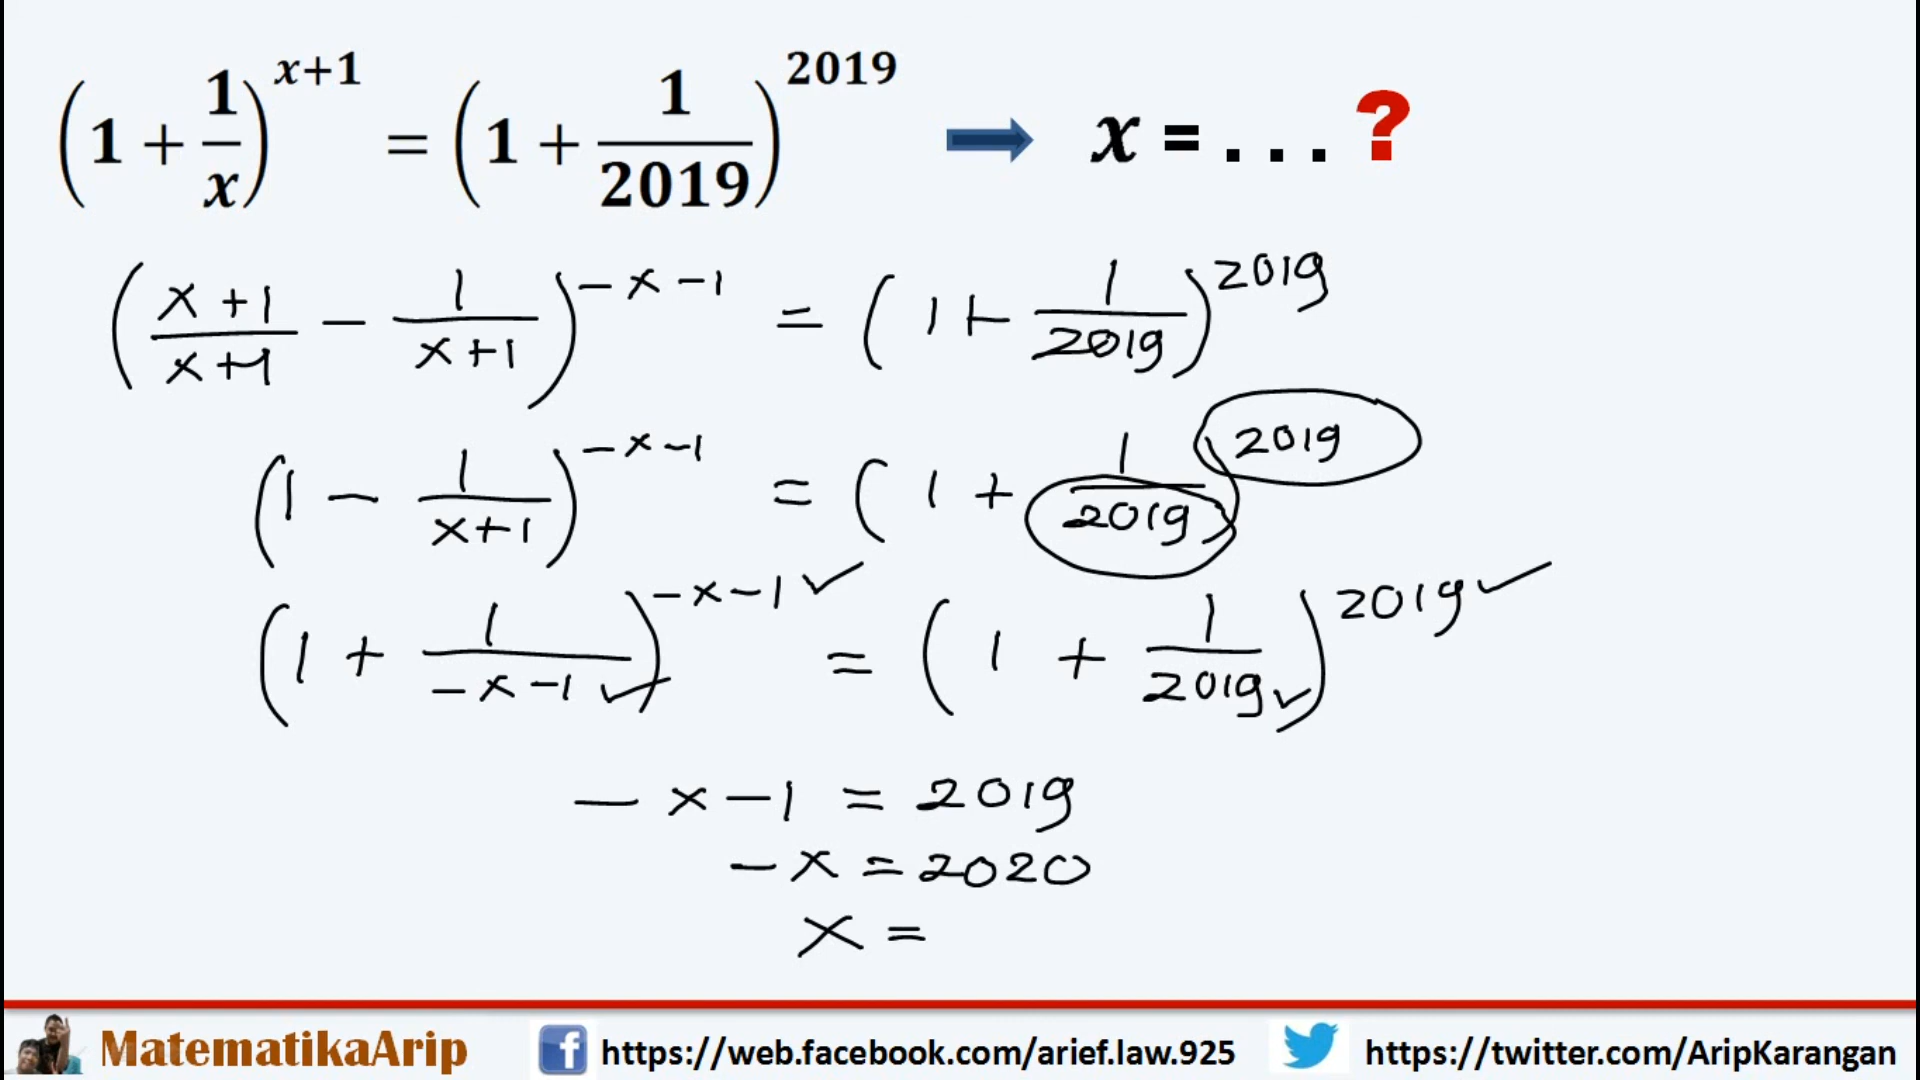 (1 + 1/x)^(x+1) = (1 + 1/2019)^2019 → x = . . . ?
((x+1)/(x+1) − 1/(x+1))^(−x−1) = (1 + 1/2019)^2019
(1 − 1/(x+1))^(−x−1) = (1 + 1/2019)^2019
(1 + 1/(−x−1))^(−x−1) ✓ = (1 + 1/2019)^2019 ✓
−x−1 = 2019
−x = 2020
x =
MatematikaArip f https://web.facebook.com/arief.law.925 https://twitter.com/AripKarangan